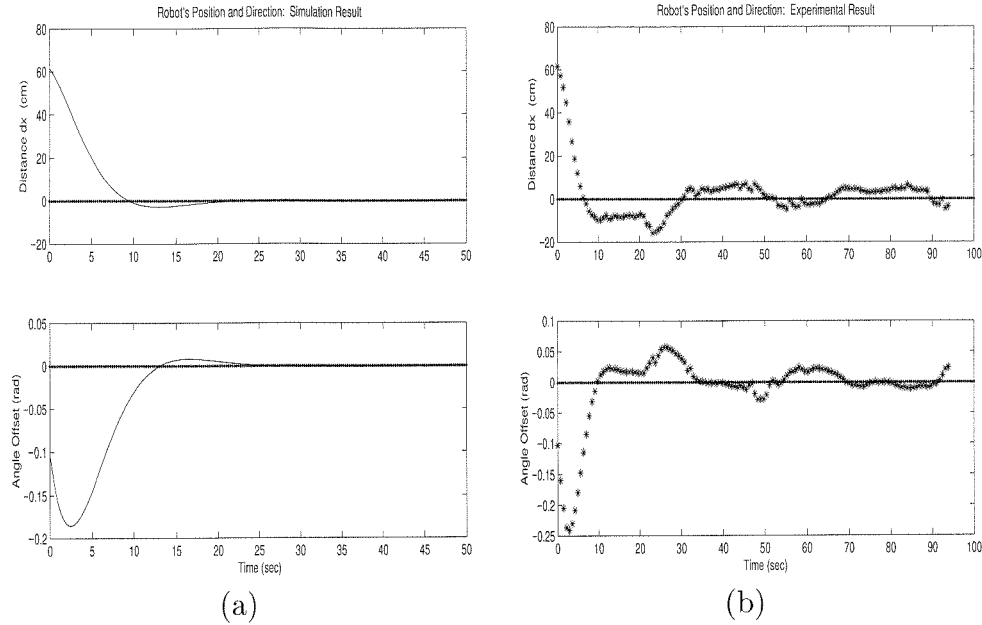 Robot's Position and Direction: Simulation Result
80
60
40
20
0
−20
Distance dx (cm)
0 5 10 15 20 25 30 35 40 45 50
0.05
0
−0.05
−0.1
−0.15
−0.2
Angle Offset (rad)
0 5 10 15 20 25 30 35 40 45 50
Time (sec)
(a)
Robot's Position and Direction: Experimental Result
80
60
40
20
0
−20
Distance dx (cm)
0 10 20 30 40 50 60 70 80 90 100
0.1
0.05
0
−0.05
−0.1
−0.15
−0.2
−0.25
Angle Offset (rad)
0 10 20 30 40 50 60 70 80 90 100
Time (sec)
(b)